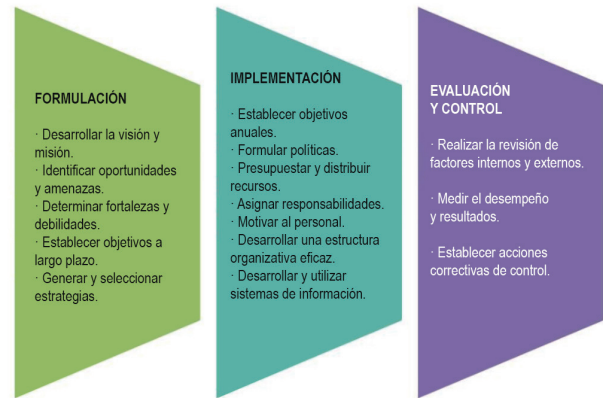 FORMULACIÓN
· Desarrollar la visión y
misión.
· Identificar oportunidades
y amenazas.
· Determinar fortalezas y
debilidades.
· Establecer objetivos a
largo plazo.
· Generar y seleccionar
estrategias.
IMPLEMENTACIÓN
· Establecer objetivos
anuales.
· Formular políticas.
· Presupuestar y distribuir
recursos.
· Asignar responsabilidades.
· Motivar al personal.
· Desarrollar una estructura
organizativa eficaz.
· Desarrollar y utilizar
sistemas de información.
EVALUACIÓN
Y CONTROL
· Realizar la revisión de
factores internos y externos.
· Medir el desempeño
y resultados.
· Establecer acciones
correctivas de control.